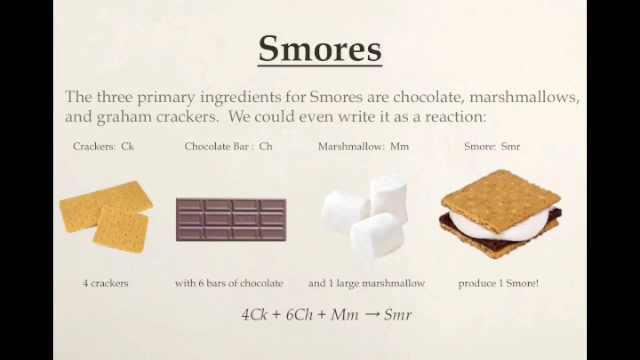 Smores
The three primary ingredients for Smores are chocolate, marshmallows,
and graham crackers. We could even write it as a reaction:
Crackers: Ck
Chocolate Bar : Ch
Marshmallow: Mm
Smore: Smr
4 crackers
with 6 bars of chocolate
and 1 large marshmallow
produce 1 Smore!
4Ck + 6Ch + Mm → Smr